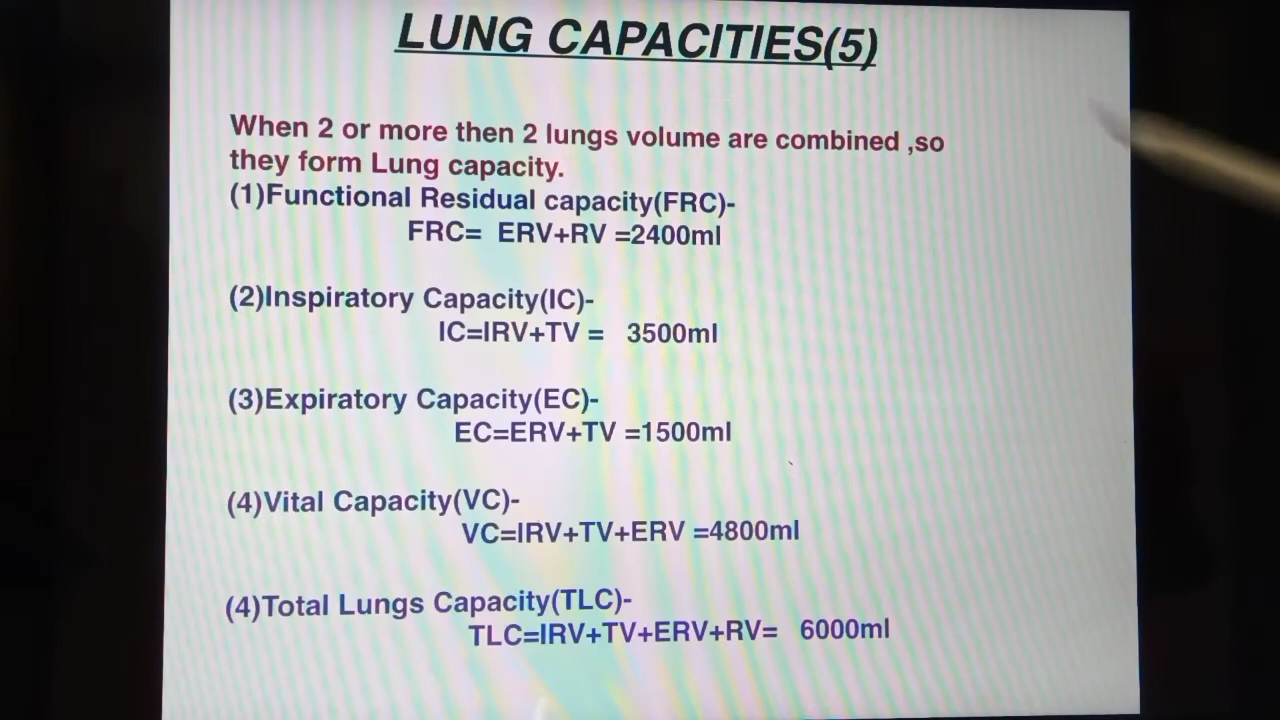 LUNG CAPACITIES(5)
When 2 or more then 2 lungs volume are combined ,so
they form Lung capacity.
(1)Functional Residual capacity(FRC)-
FRC= ERV+RV =2400ml
(2)Inspiratory Capacity(IC)-
IC=IRV+TV = 3500ml
(3)Expiratory Capacity(EC)-
EC=ERV+TV =1500ml
(4)Vital Capacity(VC)-
VC=IRV+TV+ERV =4800ml
(4)Total Lungs Capacity(TLC)-
TLC=IRV+TV+ERV+RV= 6000ml